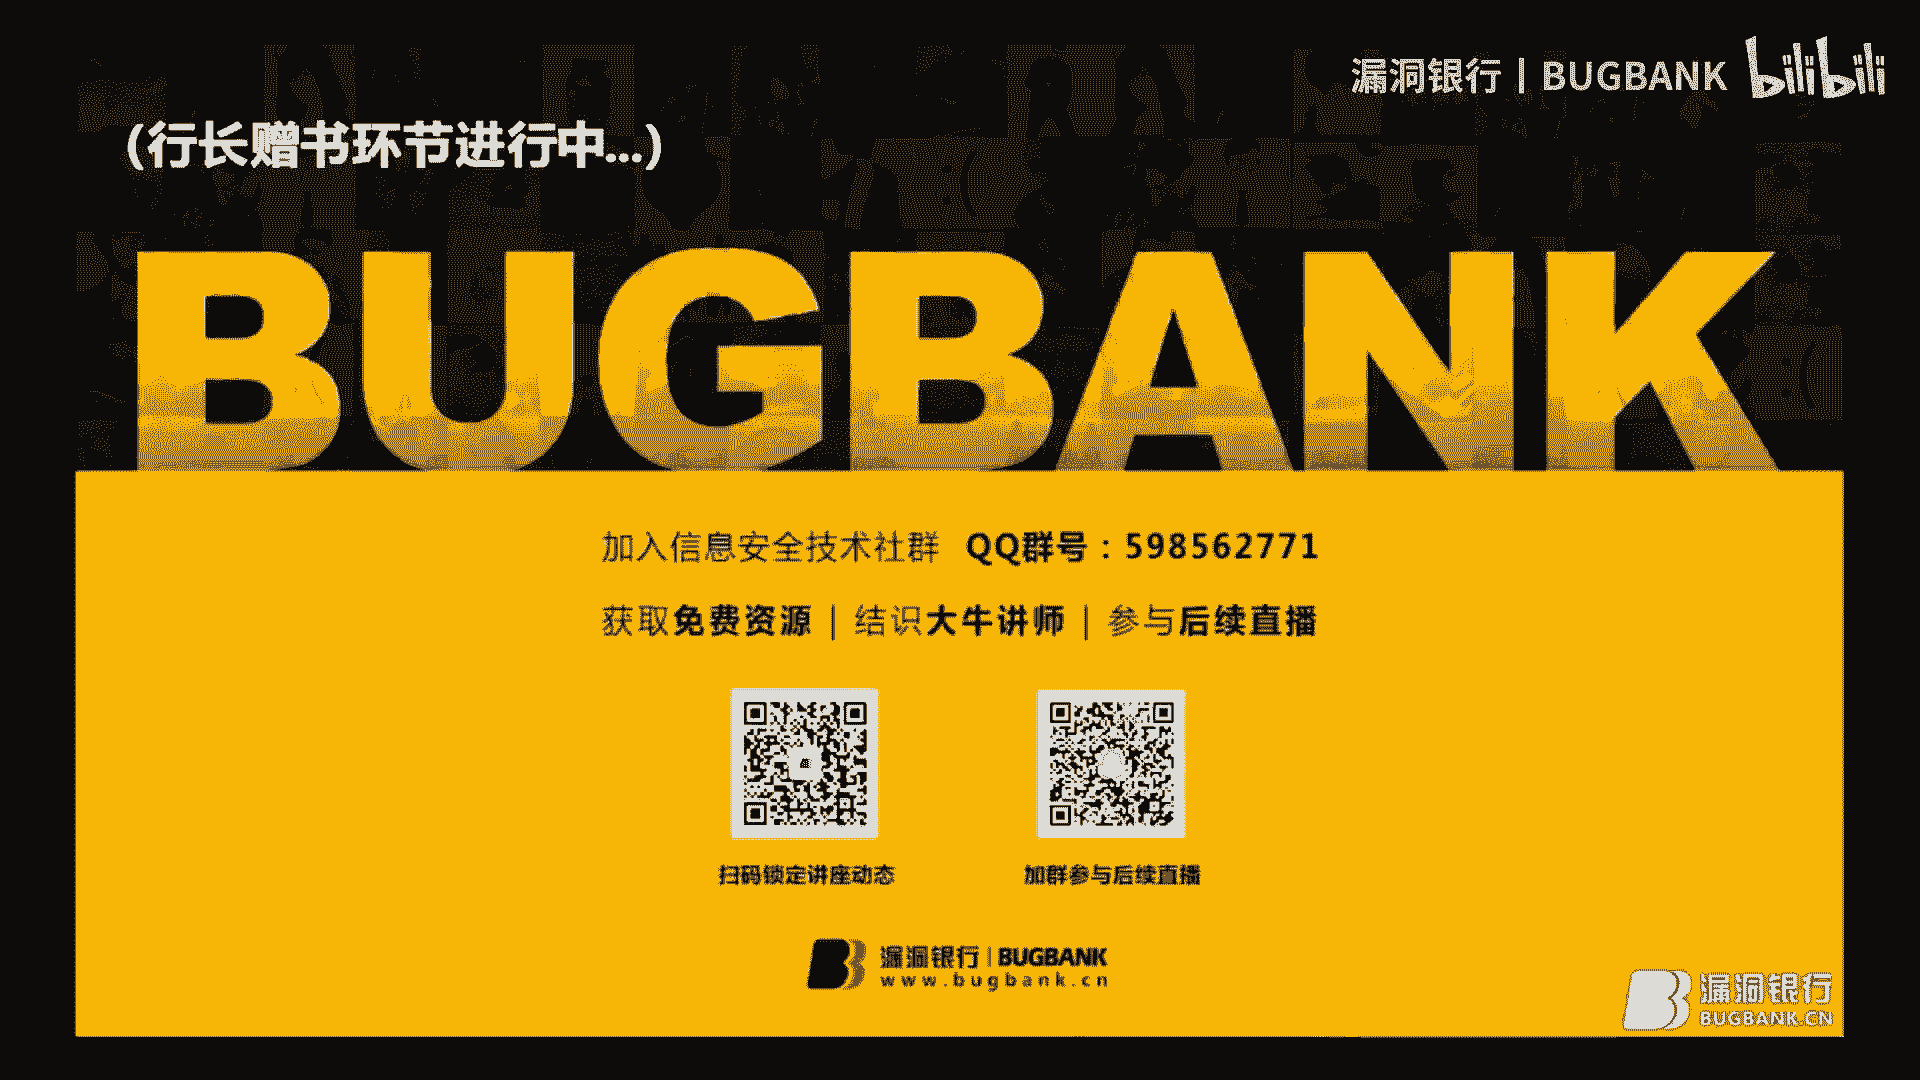 漏洞银行 | BUGBANK bilibili
(行长赠书环节进行中...)
BUGBANK
加入信息安全技术社群 QQ群号：598562771
获取免费资源 | 结识大牛讲师 | 参与后续直播
扫码锁定讲座动态 加群参与后续直播
漏洞银行 | BUGBANK
www.bugbank.cn
漏洞银行
BUGBANK.CN